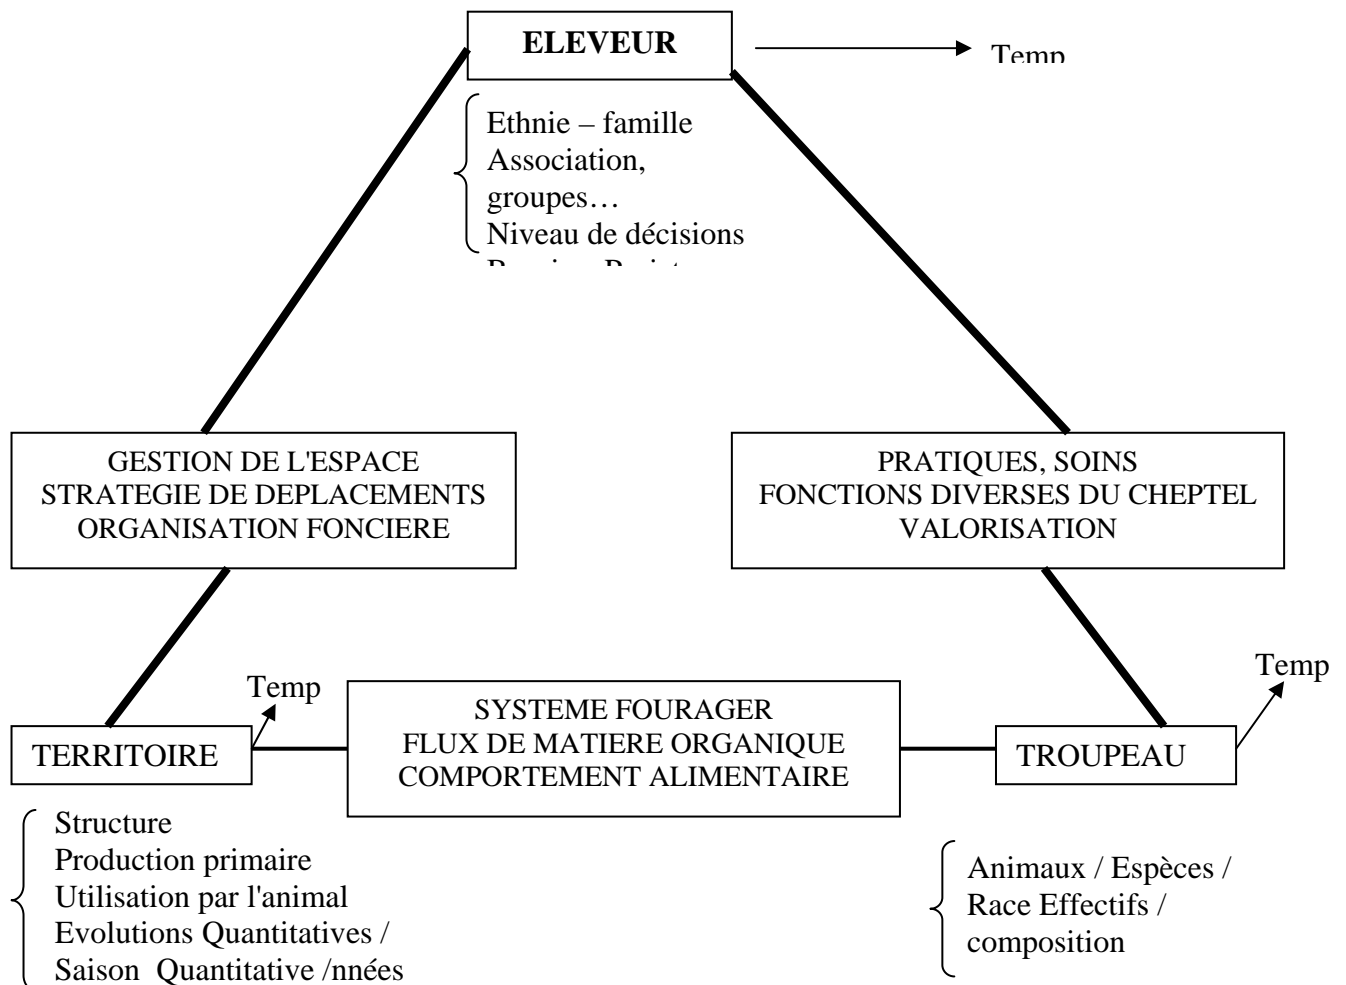 ELEVEUR
Temp
Ethnie – famille
Association,
groupes…
Niveau de décisions
GESTION DE L'ESPACE
STRATEGIE DE DEPLACEMENTS
ORGANISATION FONCIERE
PRATIQUES, SOINS
FONCTIONS DIVERSES DU CHEPTEL
VALORISATION
Temp
Temp
TERRITOIRE
SYSTEME FOURAGER
FLUX DE MATIERE ORGANIQUE
COMPORTEMENT ALIMENTAIRE
TROUPEAU
Structure
Production primaire
Utilisation par l'animal
Evolutions Quantitatives /
Saison Quantitative /nnées
Animaux / Espèces /
Race Effectifs /
composition